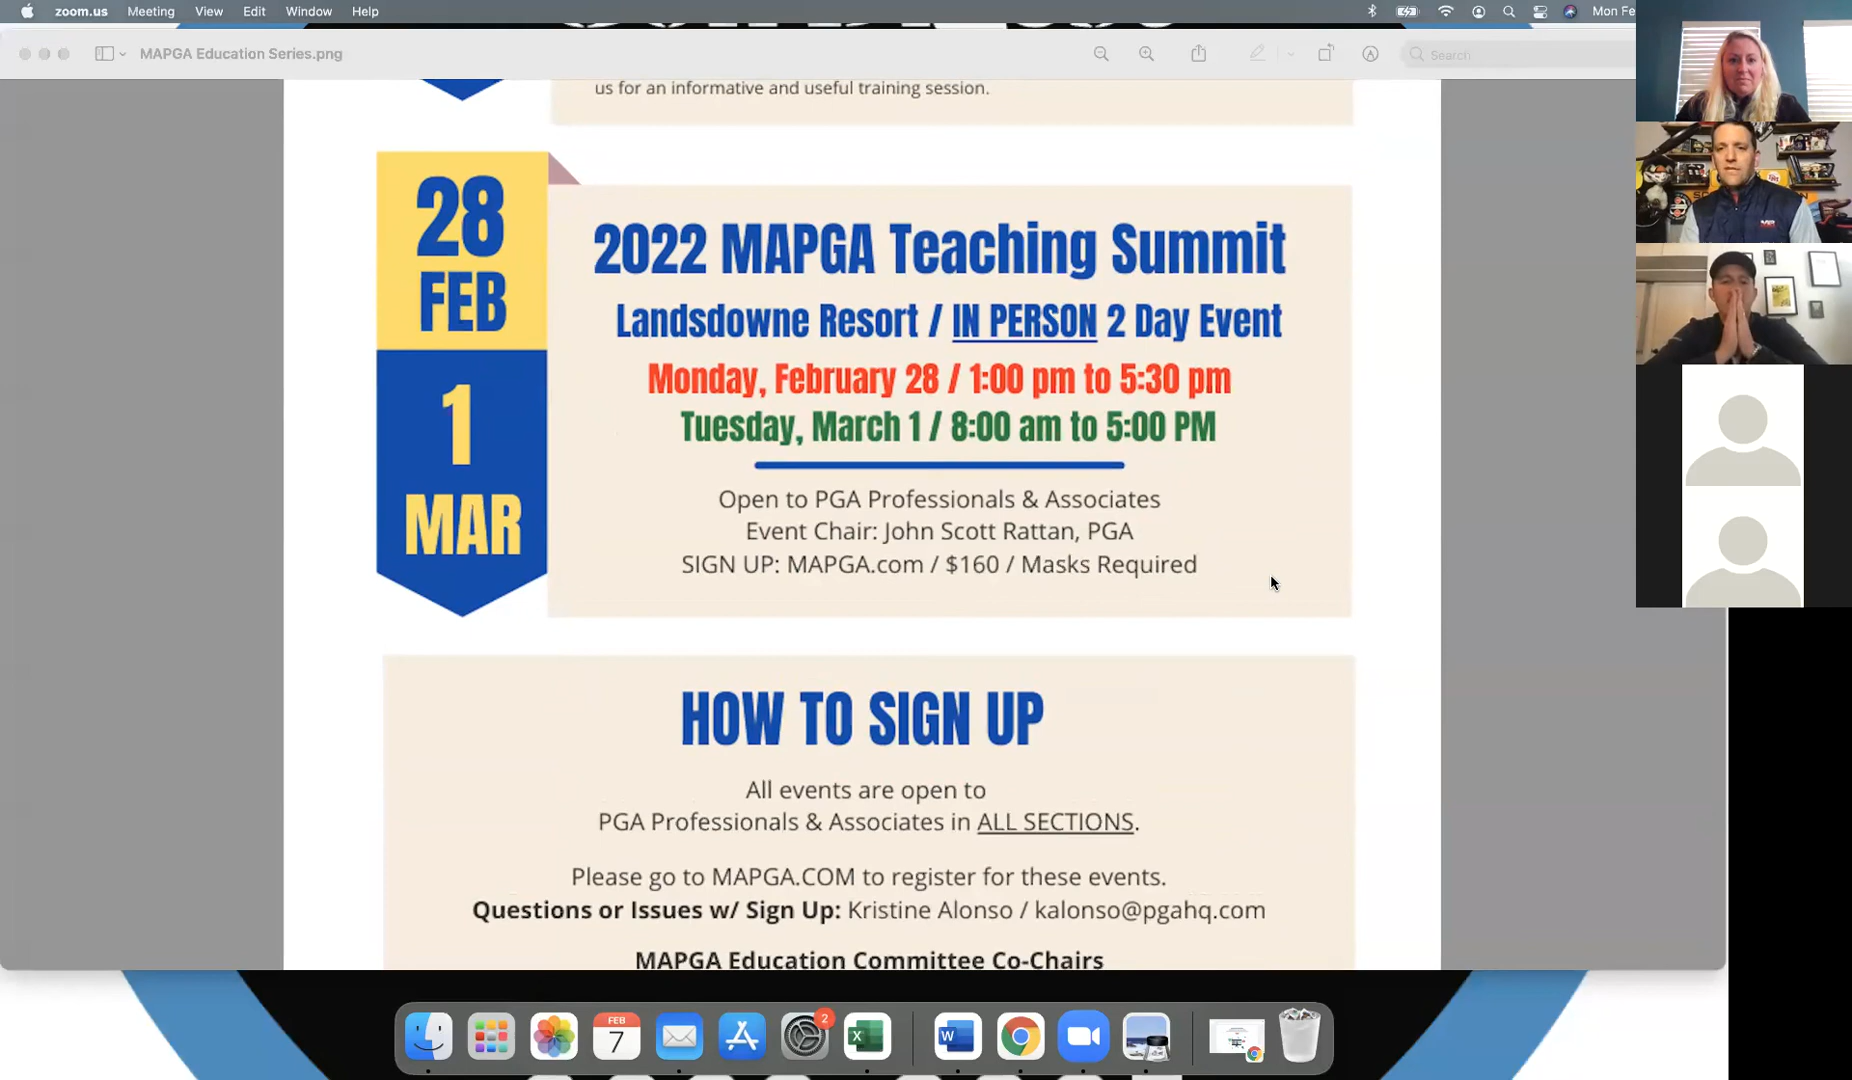 zoom.us Meeting View Edit Window Help
Mon Fe
MAPGA Education Series.png
Search
us for an informative and useful training session.
28
FEB
1
MAR
2022 MAPGA Teaching Summit
Landsdowne Resort / IN PERSON 2 Day Event
Monday, February 28 / 1:00 pm to 5:30 pm
Tuesday, March 1 / 8:00 am to 5:00 PM
Open to PGA Professionals & Associates
Event Chair: John Scott Rattan, PGA
SIGN UP: MAPGA.com / $160 / Masks Required
HOW TO SIGN UP
All events are open to
PGA Professionals & Associates in ALL SECTIONS.
Please go to MAPGA.COM to register for these events.
Questions or Issues w/ Sign Up: Kristine Alonso / kalonso@pgahq.com
MAPGA Education Committee Co-Chairs
FEB
7
2
X
W